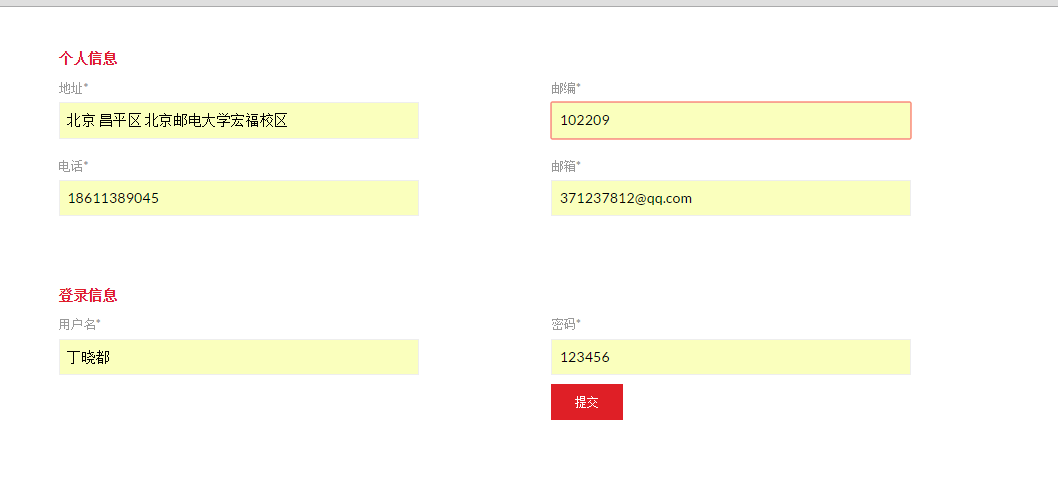 个人信息
地址* 邮编*
北京 昌平区 北京邮电大学宏福校区 102209
电话* 邮箱*
18611389045 371237812@qq.com
登录信息
用户名* 密码*
丁晓都 123456
提交